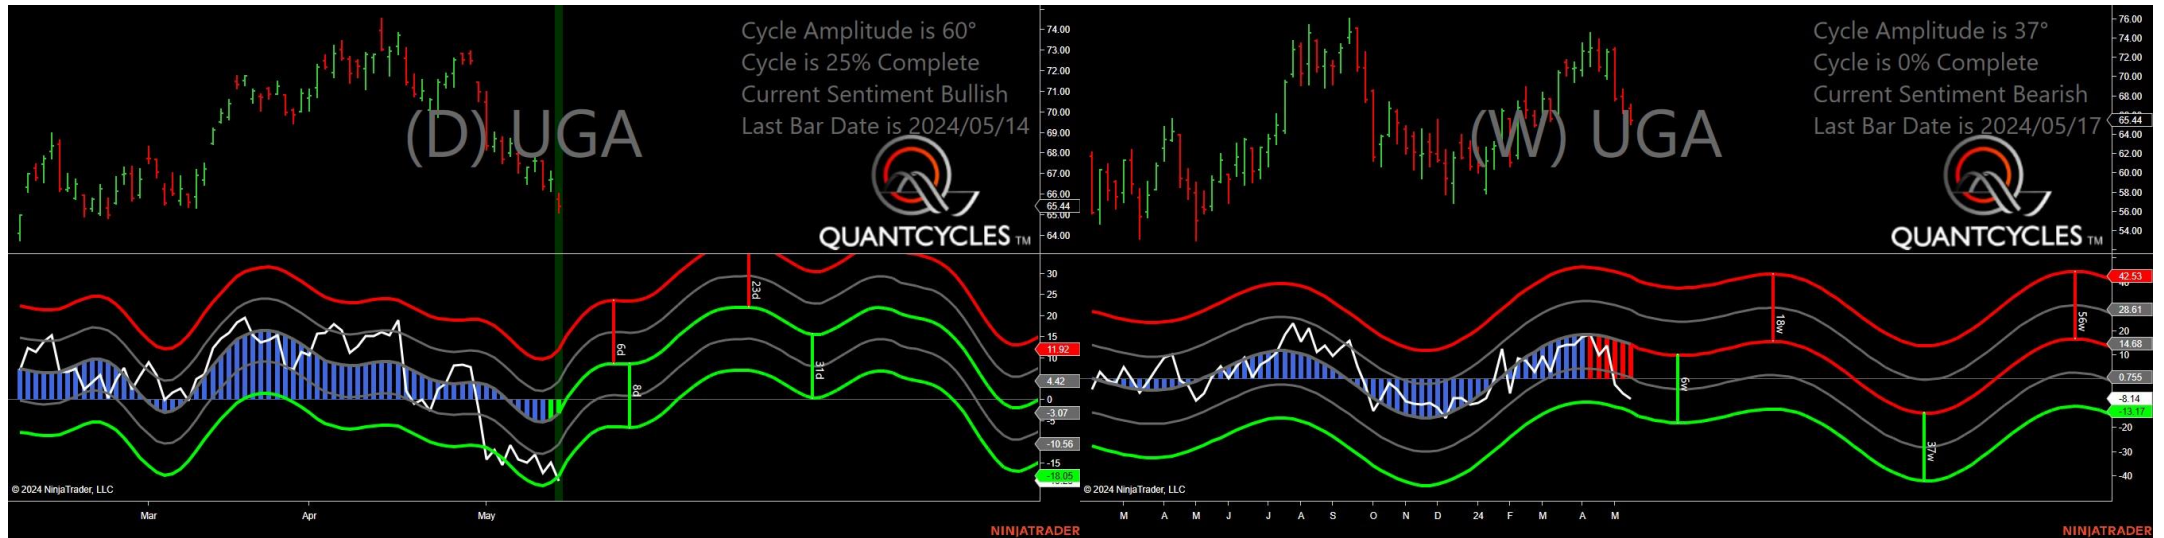 Cycle Amplitude is 60°
Cycle is 25% Complete
Current Sentiment Bullish
Last Bar Date is 2024/05/14
(D) UGA
QUANTCYCLES TM
74.00
73.00
72.00
71.00
70.00
69.00
68.00
67.00
66.00
65.44
65.00
64.00
6d
8d
23d
31d
30
25
20
15
11.92
10
4.42
0
-3.07
-5
-10.56
-15
-18.05
© 2024 NinjaTrader, LLC
Mar
Apr
May
NINJATRADER
Cycle Amplitude is 37°
Cycle is 0% Complete
Current Sentiment Bearish
Last Bar Date is 2024/05/17
(W) UGA
QUANTCYCLES TM
76.00
74.00
72.00
70.00
68.00
65.44
64.00
62.00
60.00
58.00
56.00
54.00
6w
18w
37w
56w
42.53
28.61
20
14.68
10
0.755
-8.14
-13.17
-20
-30
-40
© 2024 NinjaTrader, LLC
M A M J J A S O N D 24 F M A M
NINJATRADER